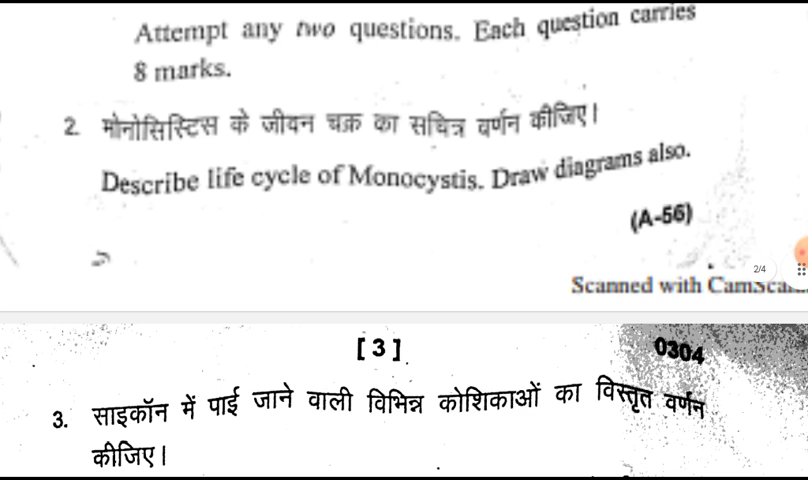 Attempt any two questions. Each question carries
8 marks.
2. मोनोसिस्टिस के जीवन चक्र का सचित्र वर्णन कीजिए।
Describe life cycle of Monocystis. Draw diagrams also.
(A-56)
2/4
Scanned with CamSca
[ 3 ]
0304
3. साइकॉन में पाई जाने वाली विभिन्न कोशिकाओं का विस्तृत वर्णन
कीजिए।